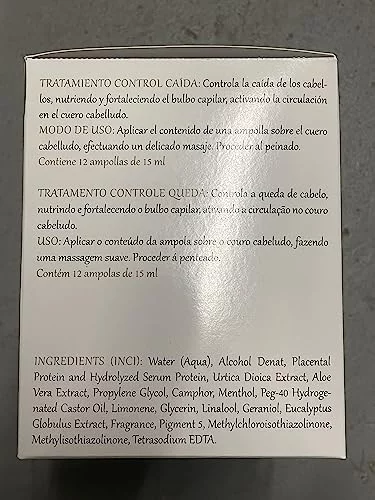 TRATAMIENTO CONTROL CAÍDA: Controla la caída de los cabel-
los, nutriendo y fortaleciendo el bulbo capilar, activando la circulación
en el cuero cabelludo.
MODO DE USO: Aplicar el contenido de una ampolla sobre el cuero
cabelludo, efectuando un delicado masaje. Proceder al peinado.
Contiene 12 ampollas de 15 ml
TRATAMENTO CONTROLE QUEDA: Controla a queda de cabelo,
nutrindo e fortalecendo o bulbo capilar, ativando a circulação no couro
cabeludo.
USO: Aplicar o conteúdo da ampola sobre o couro cabeludo, fazendo
uma massagem suave. Proceder á penteado.
Contém 12 ampolas de 15 ml
INGREDIENTS (INCI): Water (Aqua), Alcohol Denat, Placental
Protein and Hydrolyzed Serum Protein, Urtica Dioica Extract, Aloe
Vera Extract, Propylene Glycol, Camphor, Menthol, Peg-40 Hydroge-
nated Castor Oil, Limonene, Glycerin, Linalool, Geraniol, Eucalyptus
Globulus Extract, Fragrance, Pigment 5, Methylchloroisothiazolinone,
Methylisothiazolinone, Tetrasodium EDTA.